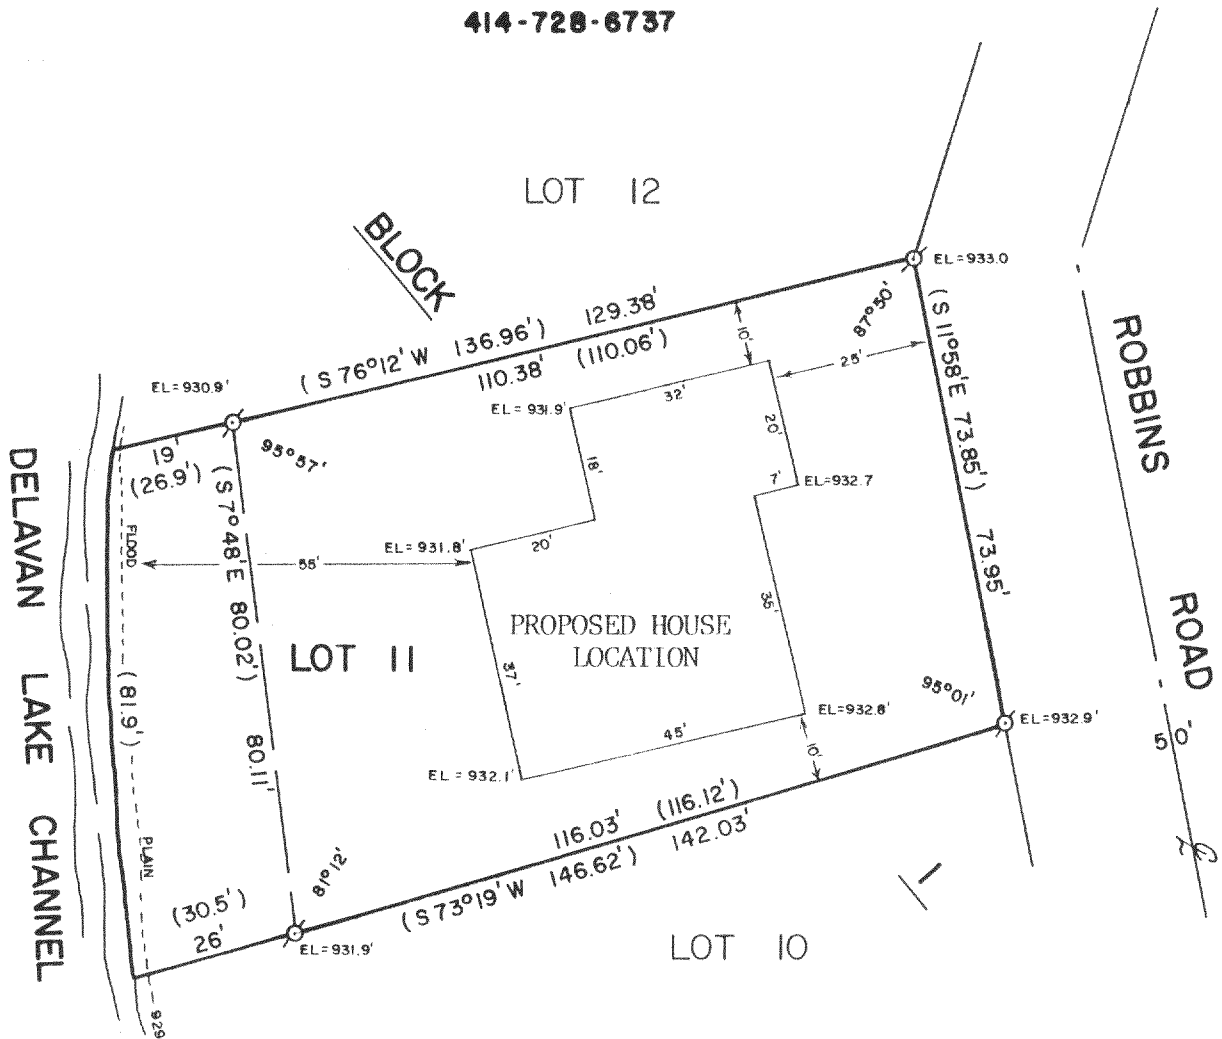 414-728-6737
LOT 12
BLOCK
EL=933.0
87°50'
129.38'
(S 76°12' W 136.96')
110.38' (110.06')
10'
25'
EL=930.9'
EL=931.9'
32'
20'
(S 11°58'E 73.85')
73.95'
ROBBINS ROAD
19'
(26.9')
95°57'
18'
7'
EL=932.7
(S 7°48'E 80.02')
80.11'
FLOOD PLAIN
55'
EL=931.8'
20'
DELAVAN LAKE CHANNEL
PROPOSED HOUSE
LOCATION
LOT 11
37'
(81.9')
95°01'
EL=932.8'
EL=932.9'
45'
10'
50'
EL=932.1'
116.03' (116.12')
142.03'
(S 73°19' W 146.62')
81°12'
1
(30.5')
26'
EL=931.9'
LOT 10
929